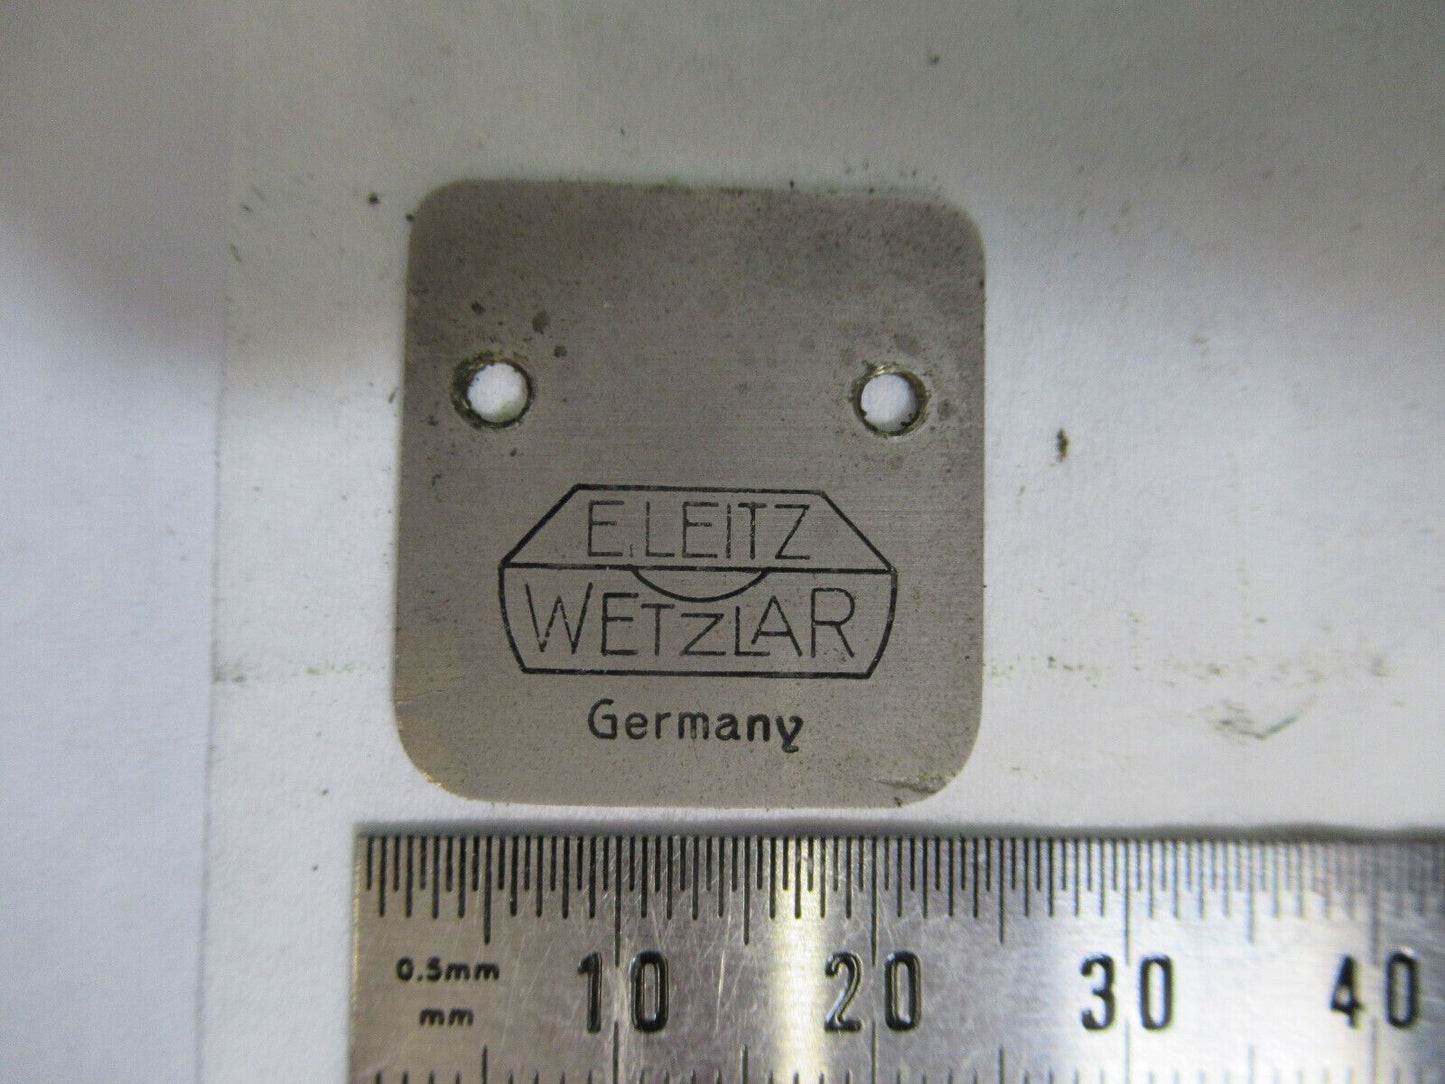 E.LEITZ
WETZLAR
Germany
0.5mm 10 20 30 40
mm